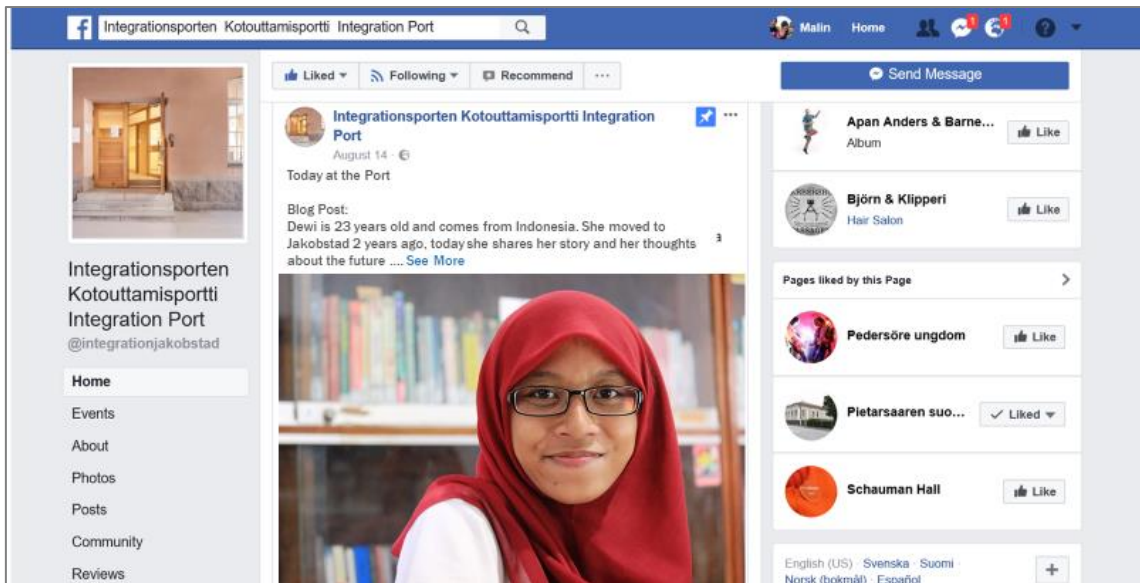 Integrationsporten Kotouttamisportti Integration Port
Malin Home
1
1
Liked
Following
Recommend
Send Message
Integrationsporten
Kotouttamisportti
Integration Port
@integrationjakobstad
Home
Events
About
Photos
Posts
Community
Reviews
Integrationsporten Kotouttamisportti Integration
Port
August 14
Today at the Port
Blog Post:
Dewi is 23 years old and comes from Indonesia. She moved to
Jakobstad 2 years ago, today she shares her story and her thoughts
about the future .... See More
Apan Anders & Barne...
Album
Like
Björn & Klipperi
Hair Salon
Like
Pages liked by this Page
Pedersöre ungdom
Like
Pietarsaaren suo...
Liked
Schauman Hall
Like
English (US) · Svenska · Suomi ·
Norsk (bokmål) · Español